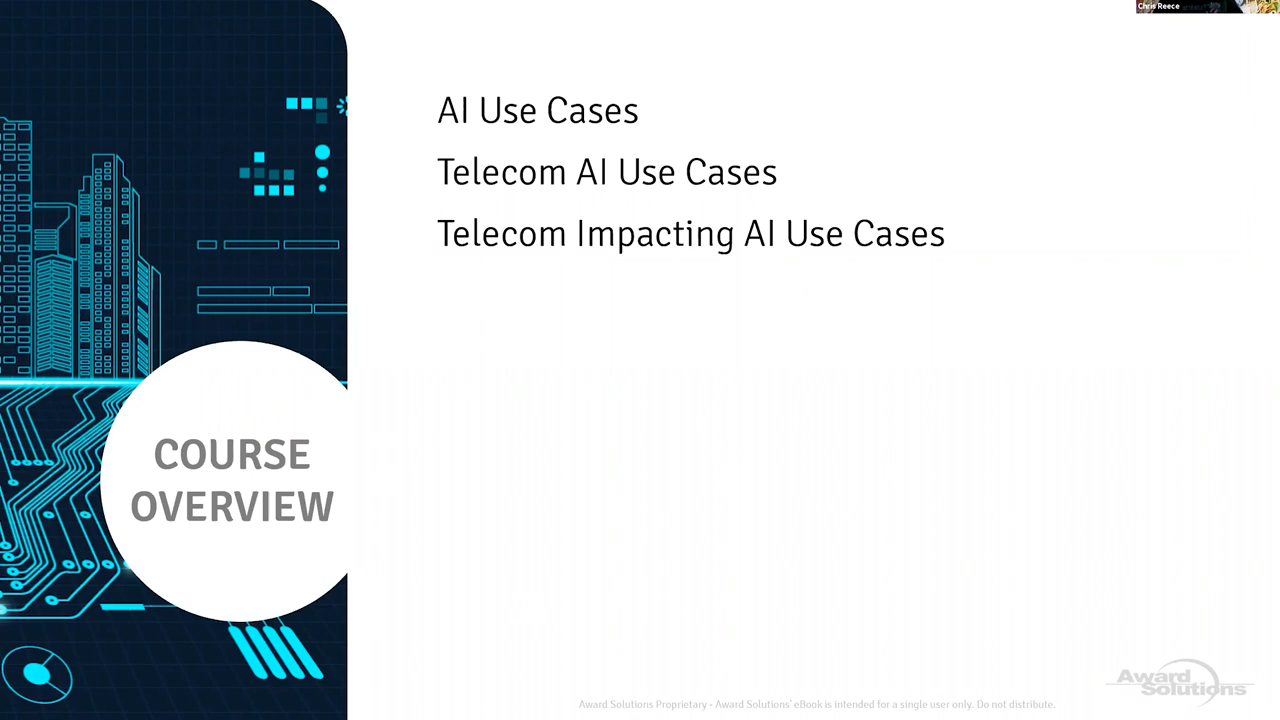 Chris Reece
AI Use Cases
Telecom AI Use Cases
Telecom Impacting AI Use Cases
COURSE
OVERVIEW
Award
Solutions
Award Solutions Proprietary - Award Solutions' eBook is intended for a single user only. Do not distribute.